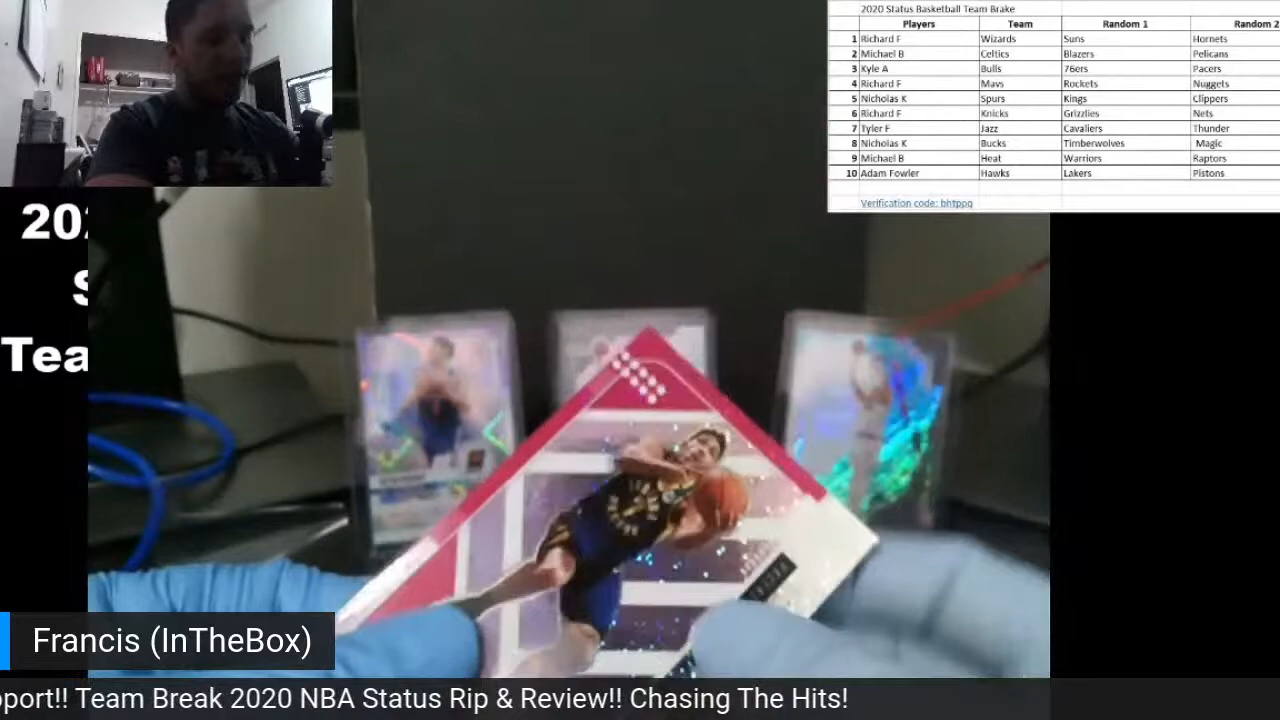 2020 Status Basketball Team Brake
Players Team Random 1 Random 2
1 Richard F Wizards Suns Hornets
2 Michael B Celtics Blazers Pelicans
3 Kyle A Bulls 76ers Pacers
4 Richard F Mavs Rockets Nuggets
5 Nicholas K Spurs Kings Clippers
6 Richard F Knicks Grizzlies Nets
7 Tyler F Jazz Cavaliers Thunder
8 Nicholas K Bucks Timberwolves Magic
9 Michael B Heat Warriors Raptors
10 Adam Fowler Hawks Lakers Pistons
Verification code: bhtppq
202
S
Tea
Francis (InTheBox)
pport!! Team Break 2020 NBA Status Rip & Review!! Chasing The Hits!